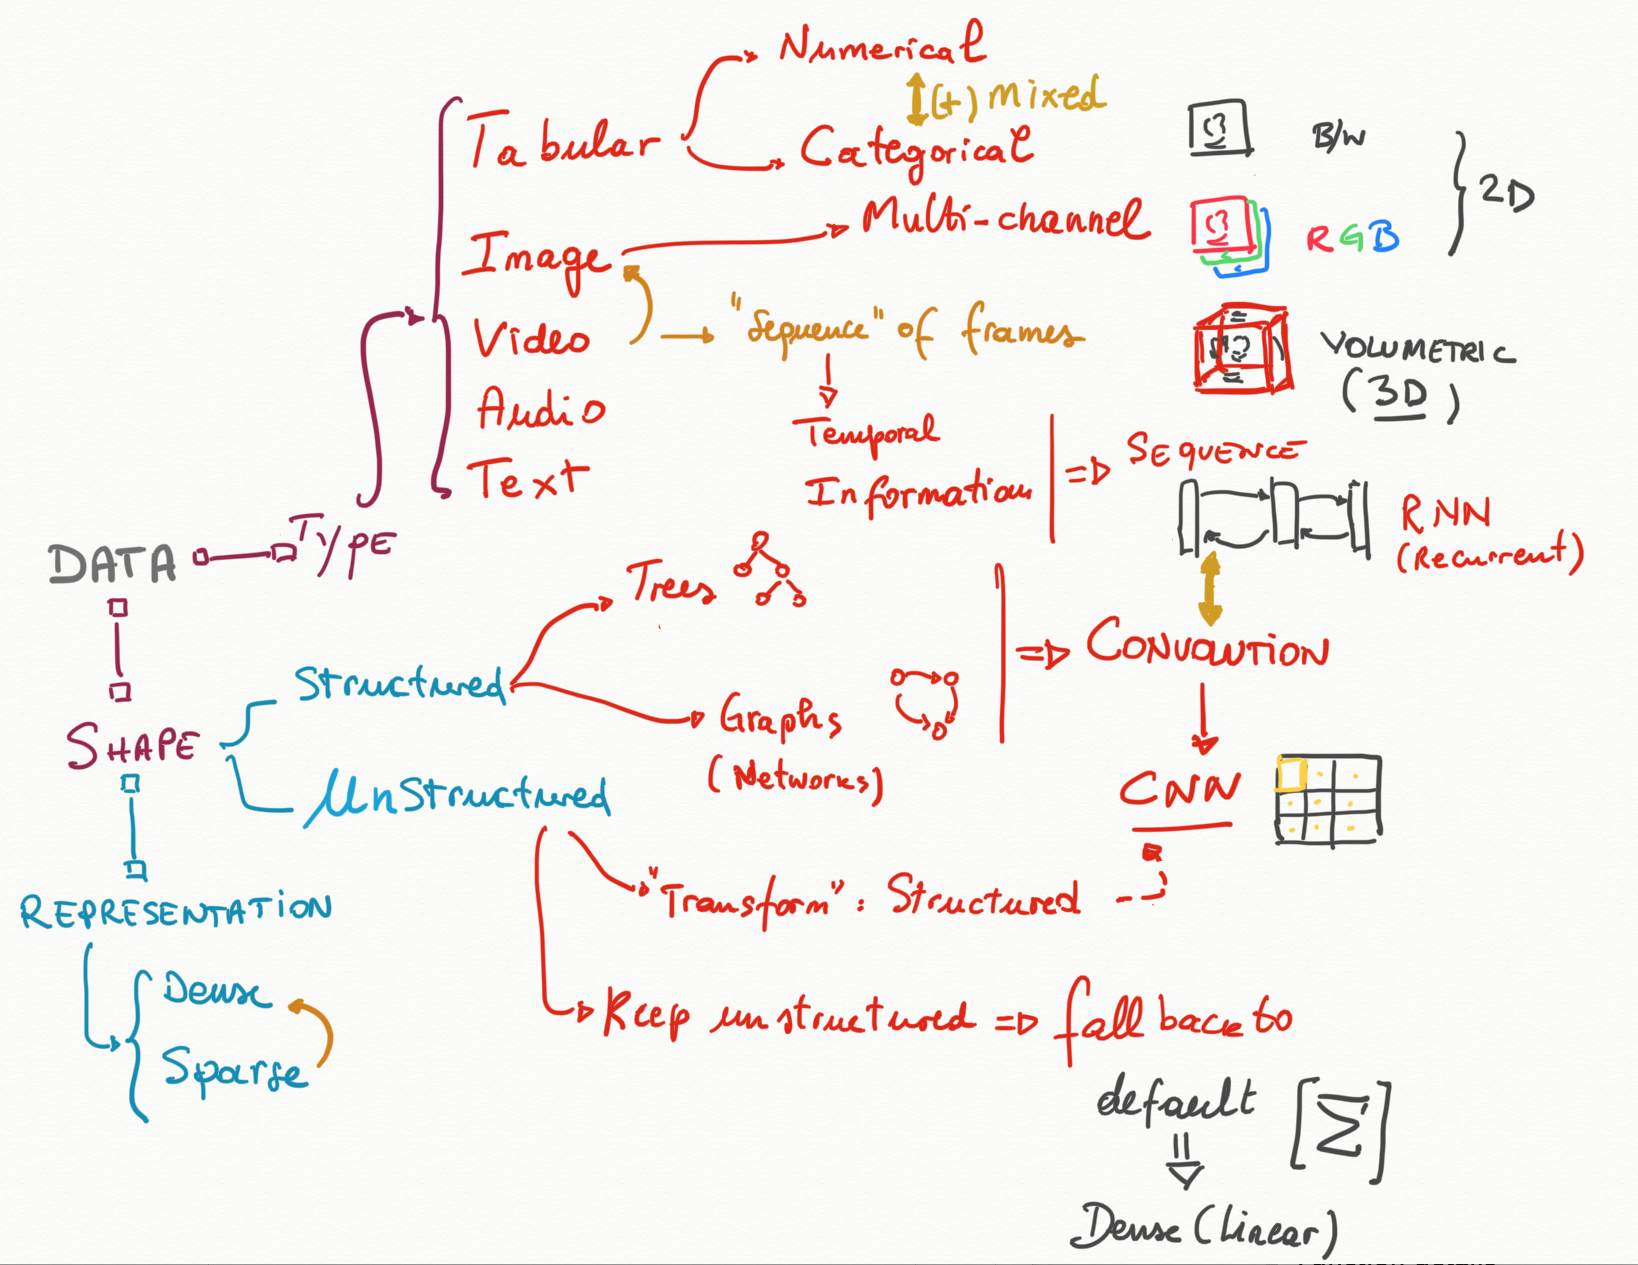 Numerical
(+) Mixed
Tabular
Categorical
B/W
2D
Multi-channel
RGB
Image
Video
"Sequence" of frames
VOLUMETRIC
(3D)
Audio
Temporal
Information
=> SEQUENCE
Text
RNN
(Recurrent)
DATA
TYPE
Trees
=> CONVOLUTION
Structured
Graphs
(Networks)
SHAPE
UnStructured
CNN
"Transform": Structured
REPRESENTATION
Dense
Keep unstructured => fall back to
Sparse
default [Σ]
Dense (Linear)